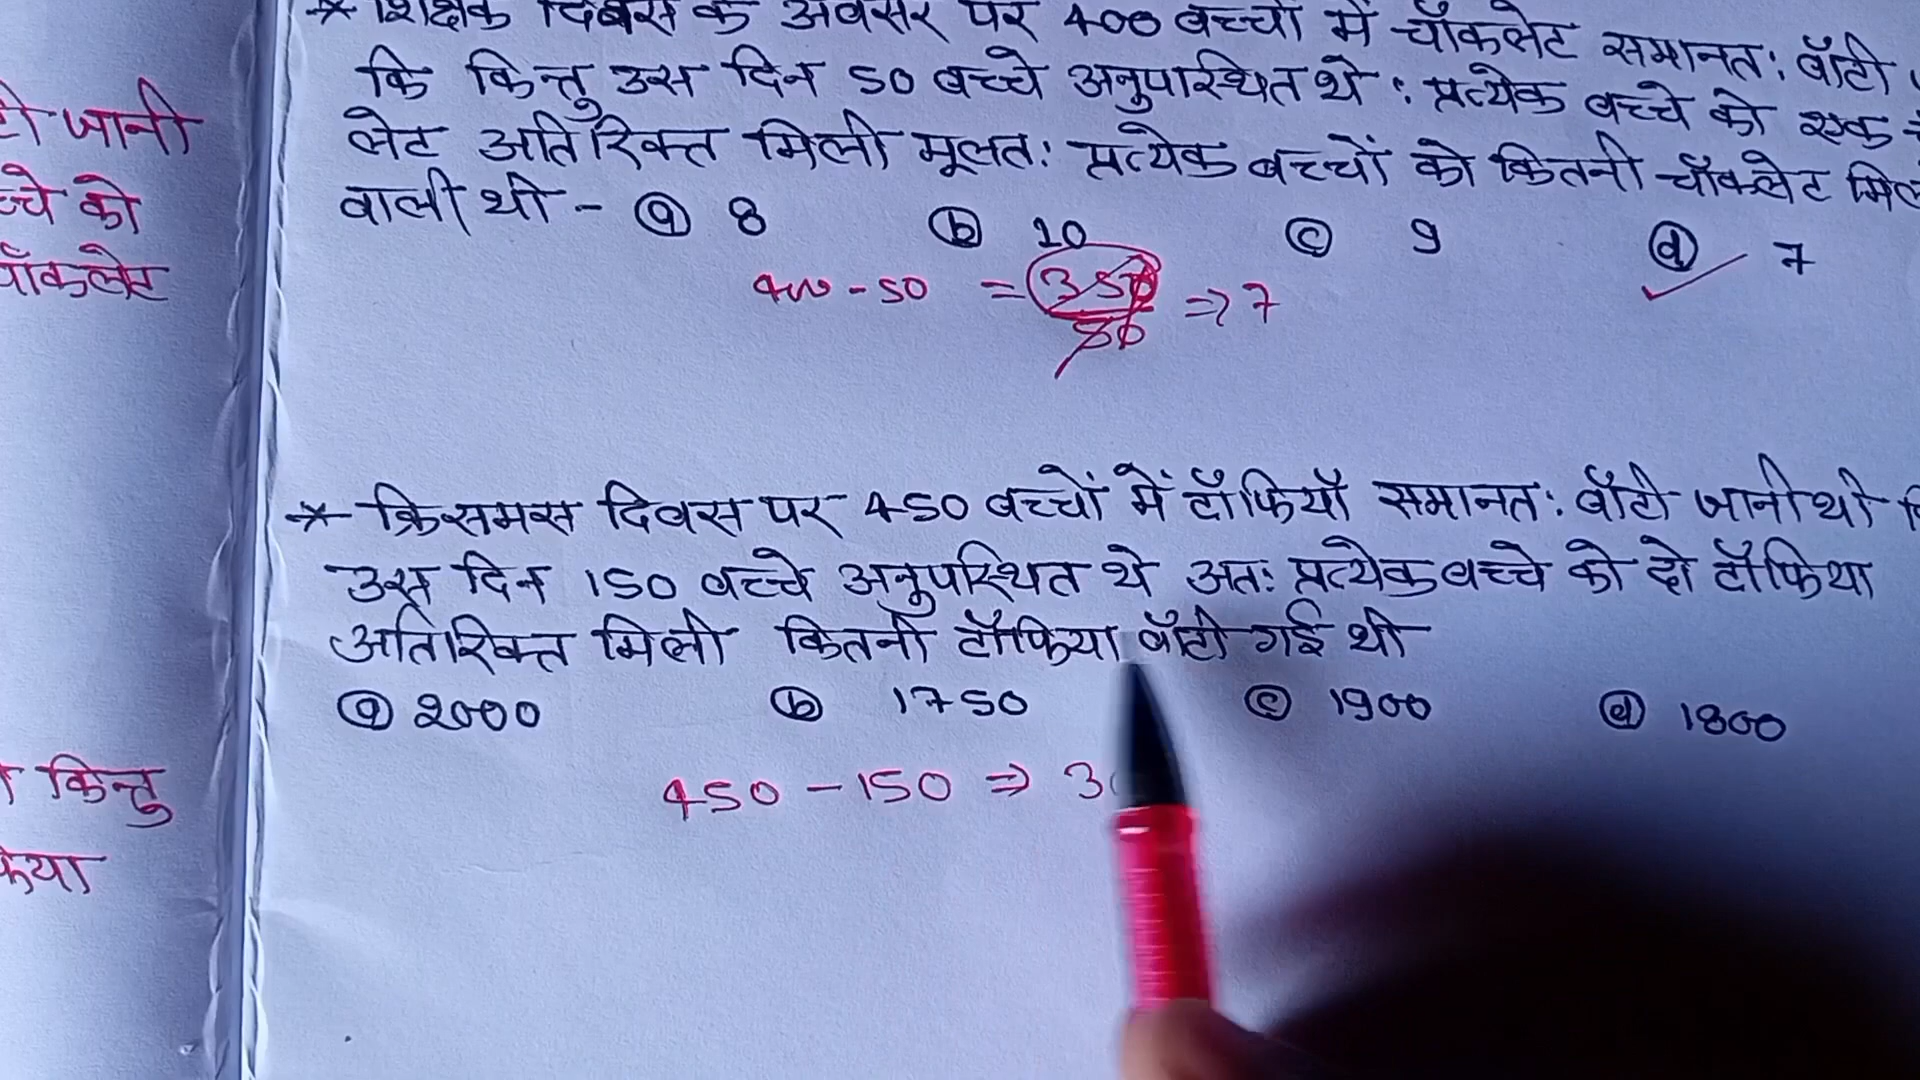 * शिक्षक दिवस के अवसर पर 400 बच्चों में चॉकलेट समानतः बॉटी
कि किन्तु उस दिन 50 बच्चे अनुपास्थित थे : प्रत्येक बच्चे को एक
लेट अतिरिक्त मिली मूलतः प्रत्येक बच्चों को कितनी चॉकलेट
वाली थी - ⓐ 8 ⓑ 10 ⓒ 9 ⓓ 7
400 - 50 = 350/50 => 7
* क्रिसमस दिवस पर 450 बच्चों में टॉफियॉ समानतः बॉटी जानी थी
उस दिन 150 बच्चे अनुपस्थित थे अतः प्रत्येक बच्चे को दो टॉफिया
अतिरिक्त मिली कितनी टॉफिया बॉटी गई थी
ⓐ 2000 ⓑ 1750 ⓒ 1900 ⓓ 1800
450 - 150 => 3
जानी
को
किन्तु